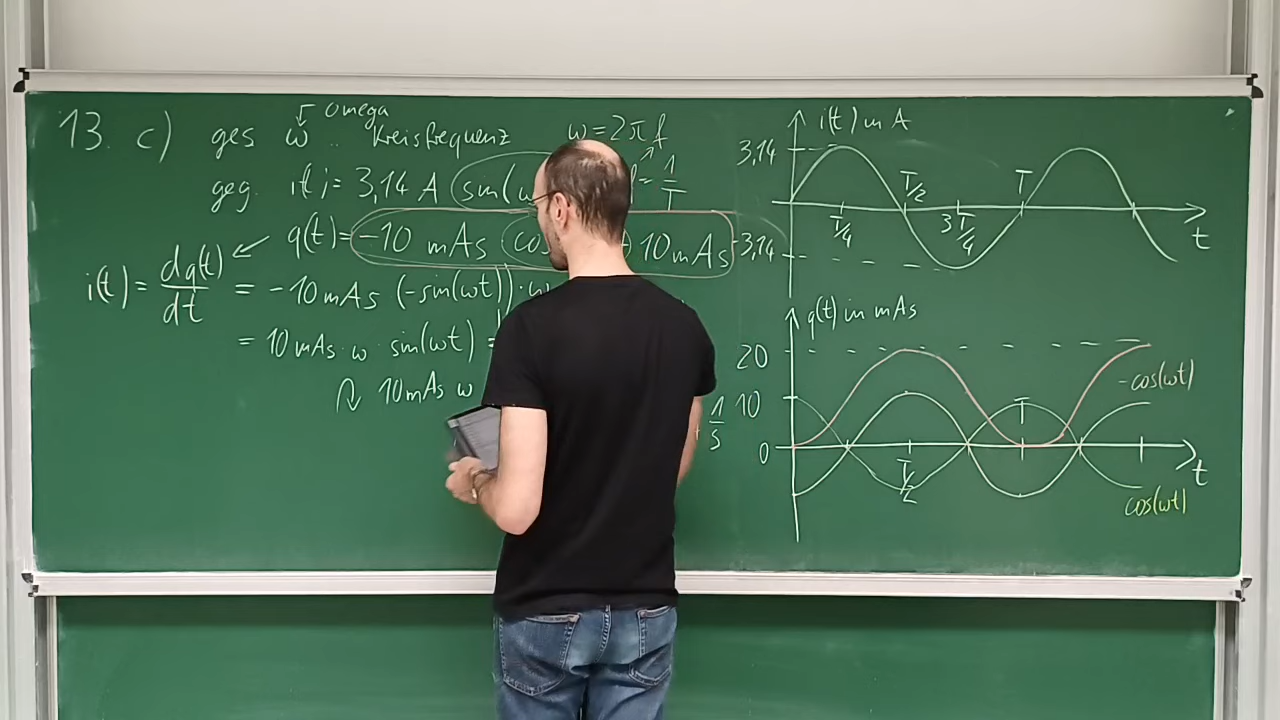 13. c) ges ω .. Kreisfrequenz ω = 2π f
Omega
geg. i(t) = 3,14 A (sin(ω = 1/T
q(t) = -10 mAs (cos ) 10 mAs
i(t) = dq(t)/dt = -10 mAs (-sin(ωt))·
= 10 mAs · ω · sin(ωt) =
10 mAs ω
1/s
i(t) in A
3,14
-3,14
T/4
T/2
3T/4
T
t
q(t) in mAs
20
10
0
T/2
T
t
-cos(ωt)
cos(ωt)